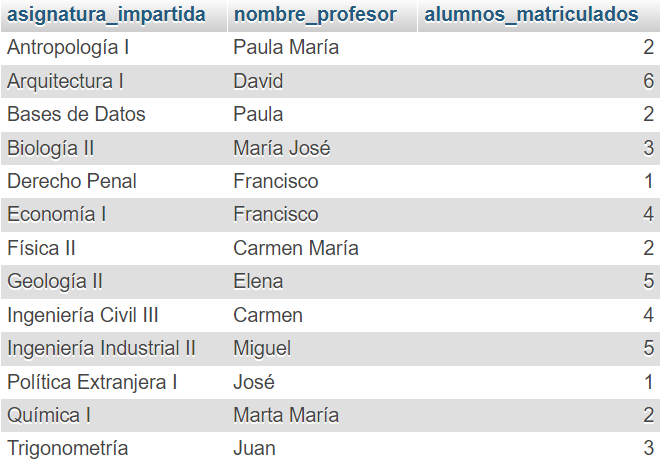 asignatura_impartida nombre_profesor alumnos_matriculados
Antropología I Paula María 2
Arquitectura I David 6
Bases de Datos Paula 2
Biología II María José 3
Derecho Penal Francisco 1
Economía I Francisco 4
Física II Carmen María 2
Geología II Elena 5
Ingeniería Civil III Carmen 4
Ingeniería Industrial II Miguel 5
Política Extranjera I José 1
Química I Marta María 2
Trigonometría Juan 3